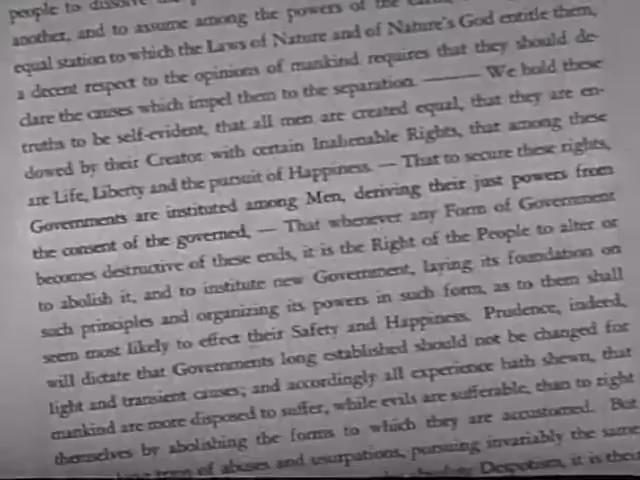 people to dissolve the
another, and to assume among the powers of the
equal station to which the Laws of Nature and of Nature's God entitle them,
a decent respect to the opinions of mankind requires that they should de-
clare the causes which impel them to the separation. ——— We hold these
truths to be self-evident, that all men are created equal, that they are en-
dowed by their Creator with certain Inalienable Rights, that among these
are Life, Liberty and the pursuit of Happiness. — That to secure these rights,
Governments are instituted among Men, deriving their just powers from
the consent of the governed, — That whenever any Form of Government
becomes destructive of these ends, it is the Right of the People to alter or
to abolish it, and to institute new Government, laying its foundation on
such principles and organizing its powers in such form, as to them shall
seem most likely to effect their Safety and Happiness. Prudence, indeed,
will dictate that Governments long established should not be changed for
light and transient causes; and accordingly all experience hath shewn, that
mankind are more disposed to suffer, while evils are sufferable, than to right
themselves by abolishing the forms to which they are accustomed. But
train of abuses and usurpations, pursuing invariably the same
Despotism, it is their